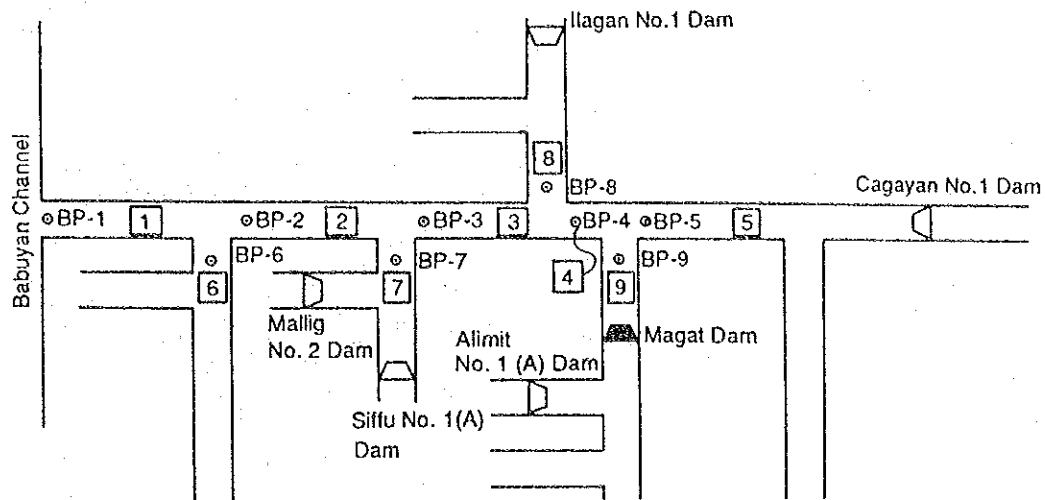 Ilagan No.1 Dam
Babuyan Channel
8
BP-8
Cagayan No.1 Dam
BP-1
1
BP-2
2
BP-3
3
BP-4
BP-5
5
BP-6
6
7
BP-7
4
9
BP-9
Mallig
No. 2 Dam
Alimit
No. 1 (A) Dam
Magat Dam
Siffu No. 1(A)
Dam